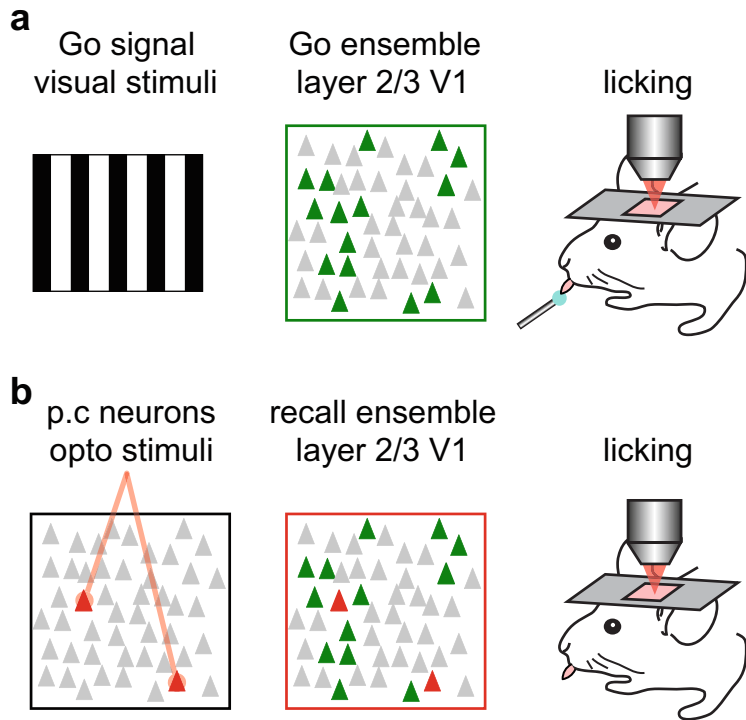 a
Go signal
visual stimuli
Go ensemble
layer 2/3 V1
licking
b
p.c neurons
opto stimuli
recall ensemble
layer 2/3 V1
licking